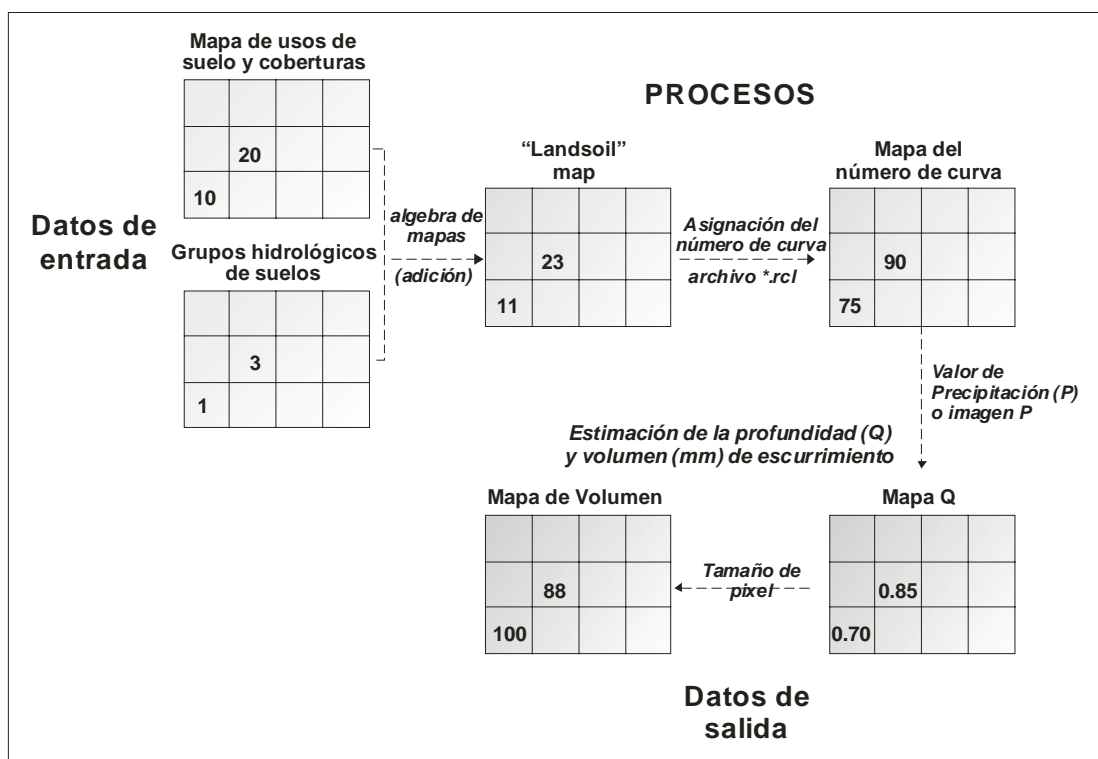 Mapa de usos de
suelo y coberturas
20
10
Datos de
entrada
Grupos hidrológicos
de suelos
3
1
algebra de
mapas
(adición)
PROCESOS
“Landsoil”
map
23
11
Asignación del
número de curva
archivo *.rcl
Mapa del
número de curva
90
75
Valor de
Precipitación (P)
o imagen P
Estimación de la profundidad (Q)
y volumen (mm) de escurrimiento
Mapa Q
0.85
0.70
Tamaño de
pixel
Mapa de Volumen
88
100
Datos de
salida